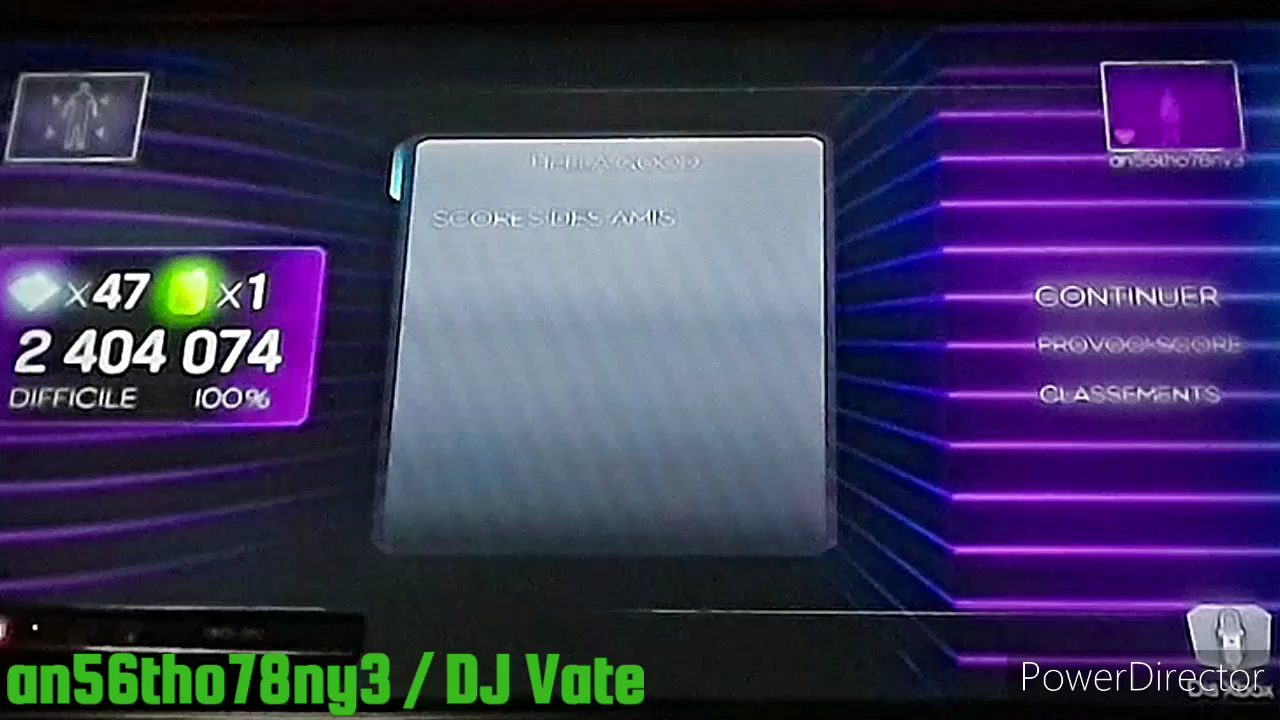 an56tho78ny3
HELLA GOOD
SCORES DES AMIS
x47 x1
2 404 074
DIFFICILE 100%
CONTINUER
PROVOC-SCORE
CLASSEMENTS
an56tho78ny3 / DJ Vate
PowerDirector